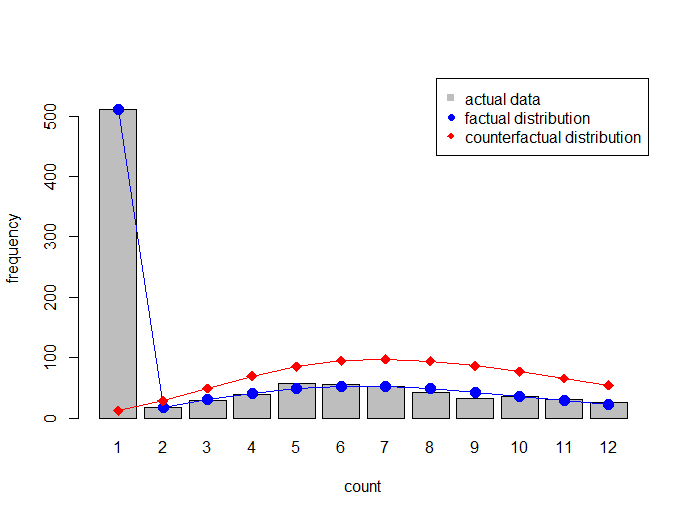 actual data
factual distribution
counterfactual distribution
500
400
300
200
100
0
frequency
1 2 3 4 5 6 7 8 9 10 11 12
count